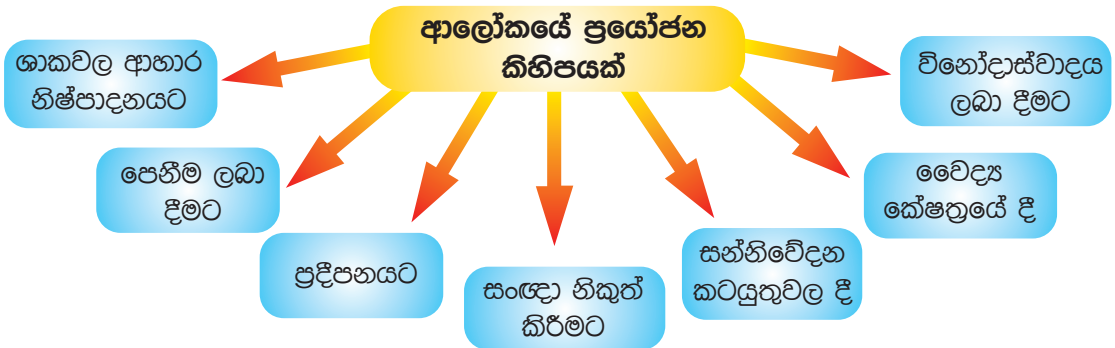 ආලෝකයේ ප්‍රයෝජන
කිහිපයක්
ශාකවල ආහාර
නිෂ්පාදනයට
පෙනීම ලබා
දීමට
ප්‍රදීපනයට
සංඥා නිකුත්
කිරීමට
සන්නිවේදන
කටයුතුවල දී
වෛද්‍ය
ක්ෂේත්‍රයේ දී
විනෝදාස්වාදය
ලබා දීමට